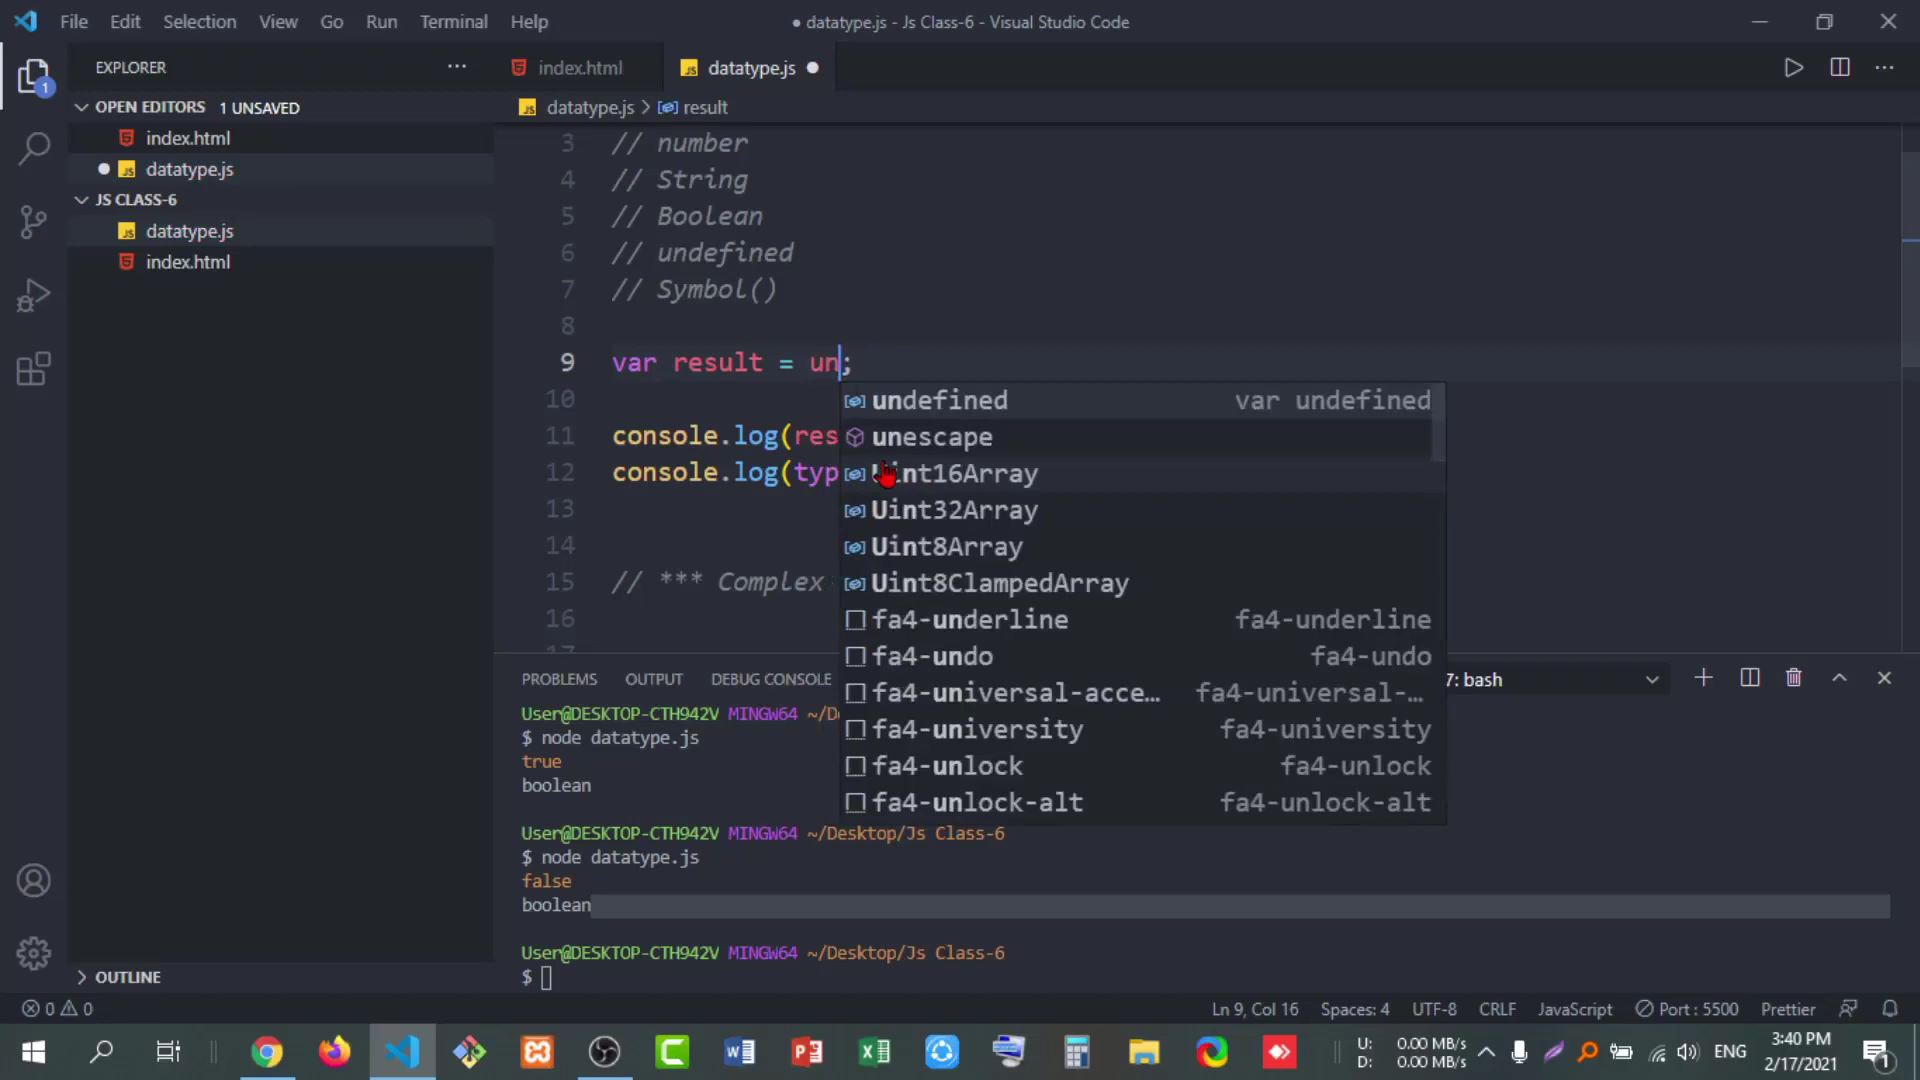 File Edit Selection View Go Run Terminal Help
● datatype.js - Js Class-6 - Visual Studio Code
EXPLORER
index.html
datatype.js
OPEN EDITORS 1 UNSAVED
index.html
datatype.js
JS CLASS-6
datatype.js
index.html
OUTLINE
1
datatype.js > result
3 // number
4 // String
5 // Boolean
6 // undefined
7 // Symbol()
8
9 var result = un;
10
11 console.log(res
12 console.log(typ
13
14
15 // *** Complex
16
17
undefined var undefined
unescape
Uint16Array
Uint32Array
Uint8Array
Uint8ClampedArray
fa4-underline fa4-underline
fa4-undo fa4-undo
fa4-universal-acce... fa4-universal-...
fa4-university fa4-university
fa4-unlock fa4-unlock
fa4-unlock-alt fa4-unlock-alt
PROBLEMS OUTPUT DEBUG CONSOLE
7: bash
User@DESKTOP-CTH942V MINGW64 ~/D
$ node datatype.js
true
boolean
User@DESKTOP-CTH942V MINGW64 ~/Desktop/Js Class-6
$ node datatype.js
false
boolean
User@DESKTOP-CTH942V MINGW64 ~/Desktop/Js Class-6
$
0 0
Ln 9, Col 16 Spaces: 4 UTF-8 CRLF JavaScript Port : 5500 Prettier
U: 0.00 MB/s
D: 0.00 MB/s
ENG
3:40 PM
2/17/2021
1